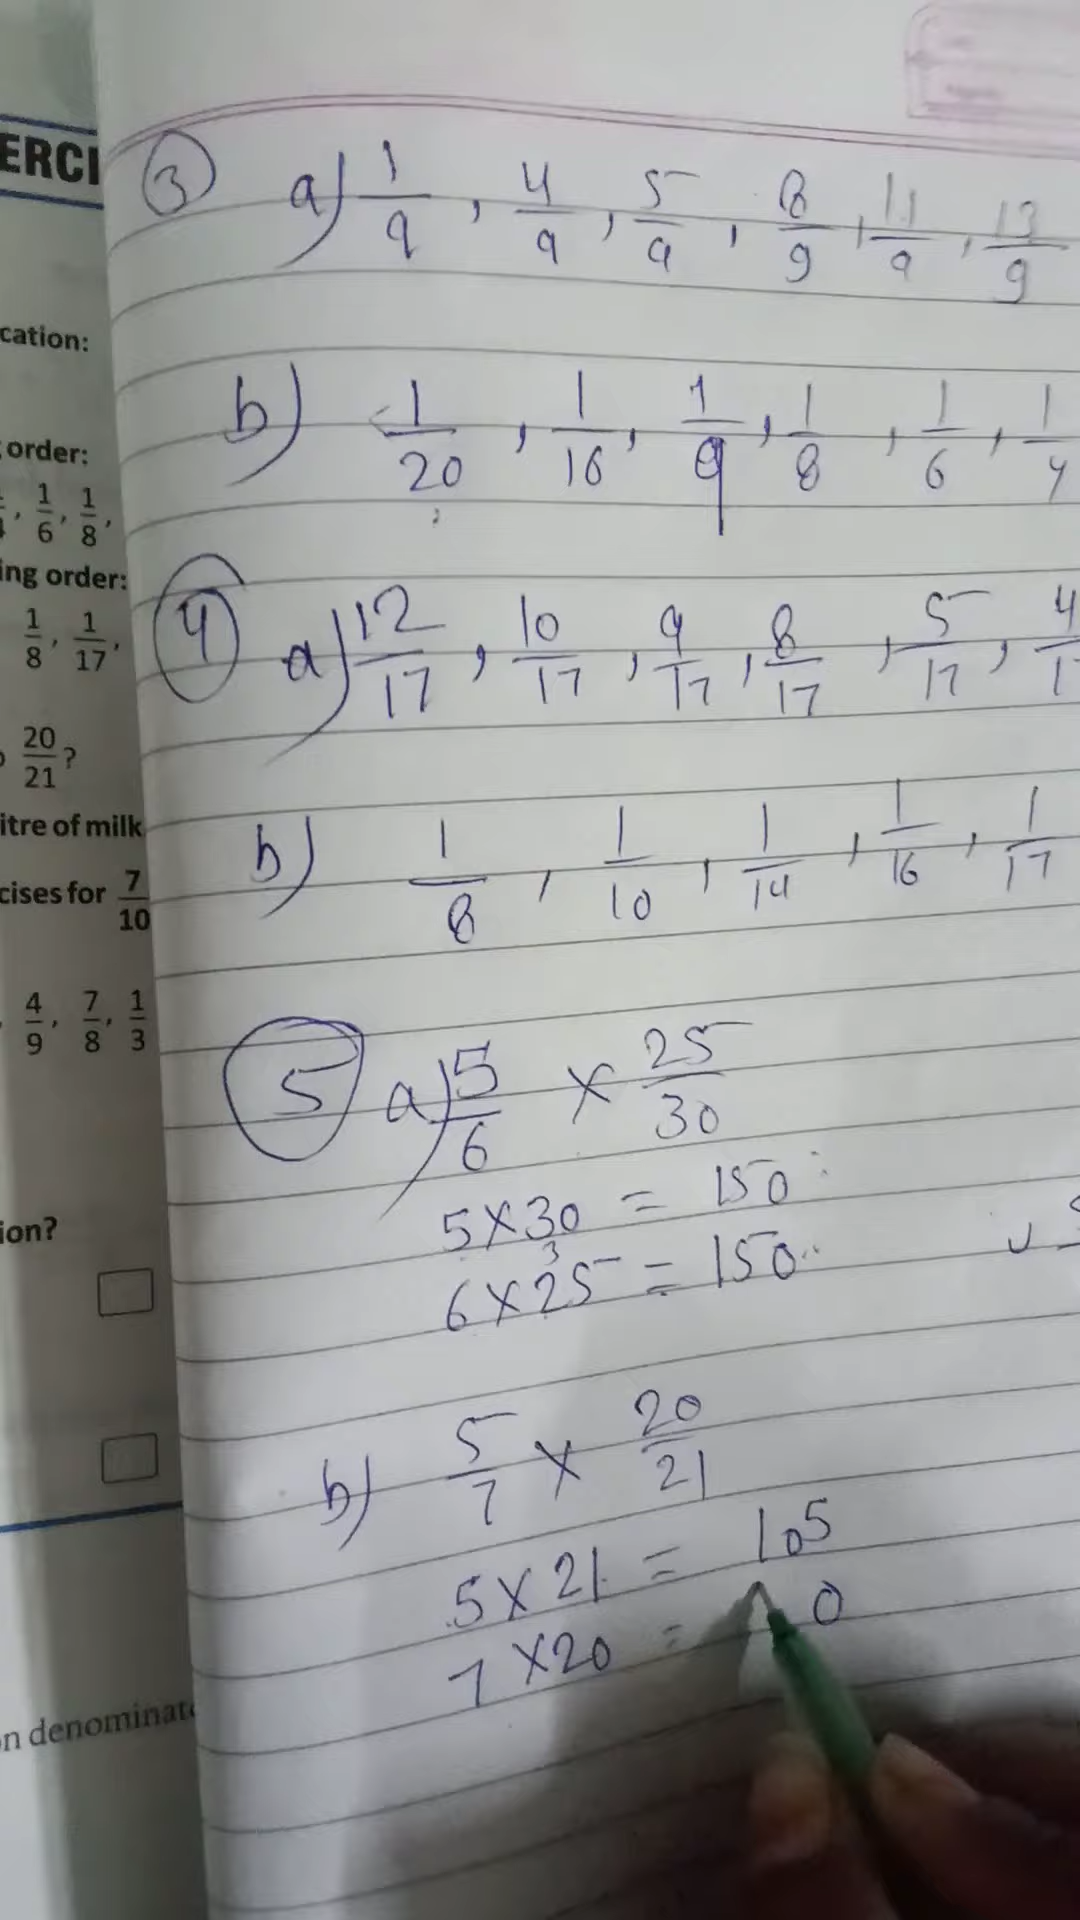 ERCI
cation:
order:
1/6, 1/8,
ing order:
1/8, 1/17,
20/21?
itre of milk
cises for 7/10
4/9, 7/8, 1/3
ion?
n denominat
3 a) 1/9, 4/9, 5/9, 8/9, 11/9, 13/9
b) 1/20, 1/16, 1/9, 1/8, 1/6, 1/4
4 a) 12/17, 10/17, 9/17, 8/17, 5/17, 4/17
b) 1/8, 1/10, 1/14, 1/16, 1/17
5 a) 5/6 × 25/30
5×30 = 150
6×25 = 150
b) 5/7 × 20/21
5×21 = 105
7×20 = 0